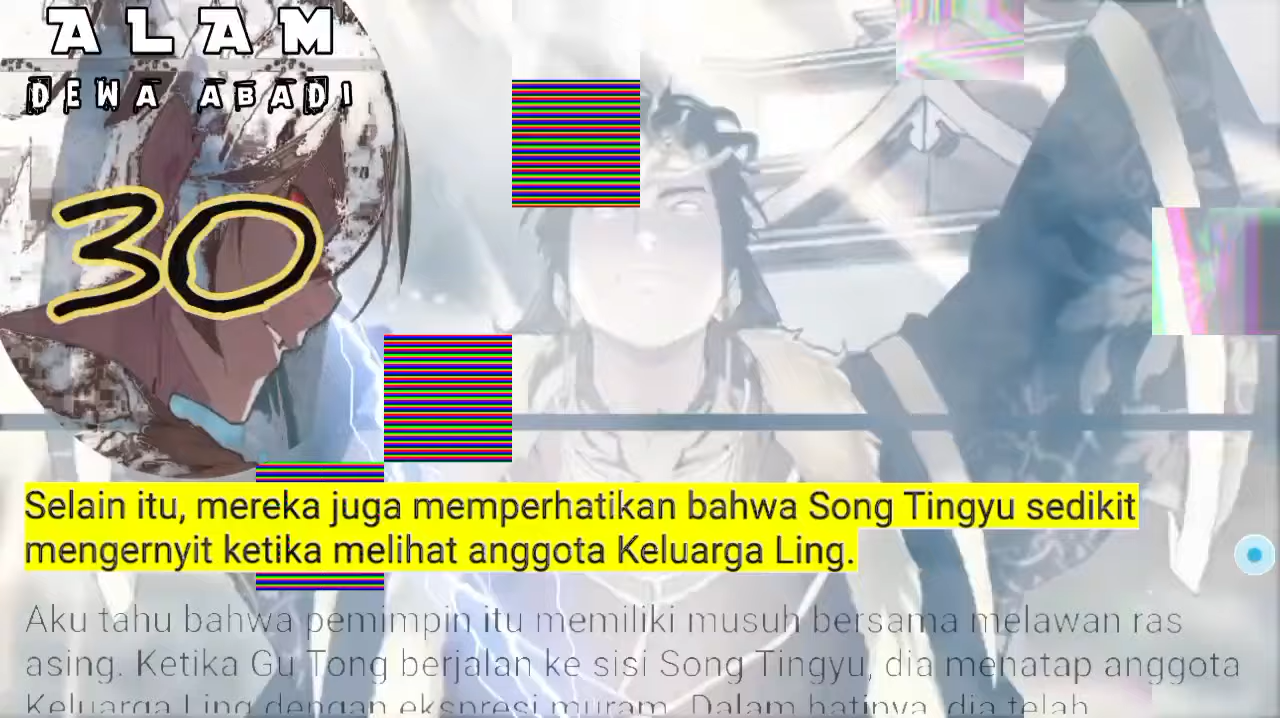 ALAM
DEWA ABADI
30
Selain itu, mereka juga memperhatikan bahwa Song Tingyu sedikit
mengernyit ketika melihat anggota Keluarga Ling.
Aku tahu bahwa pemimpin itu memiliki musuh bersama melawan ras
asing. Ketika Gu Tong berjalan ke sisi Song Tingyu, dia menatap anggota
Keluarga Ling dengan ekspresi muram. Dalam hatinya, dia telah